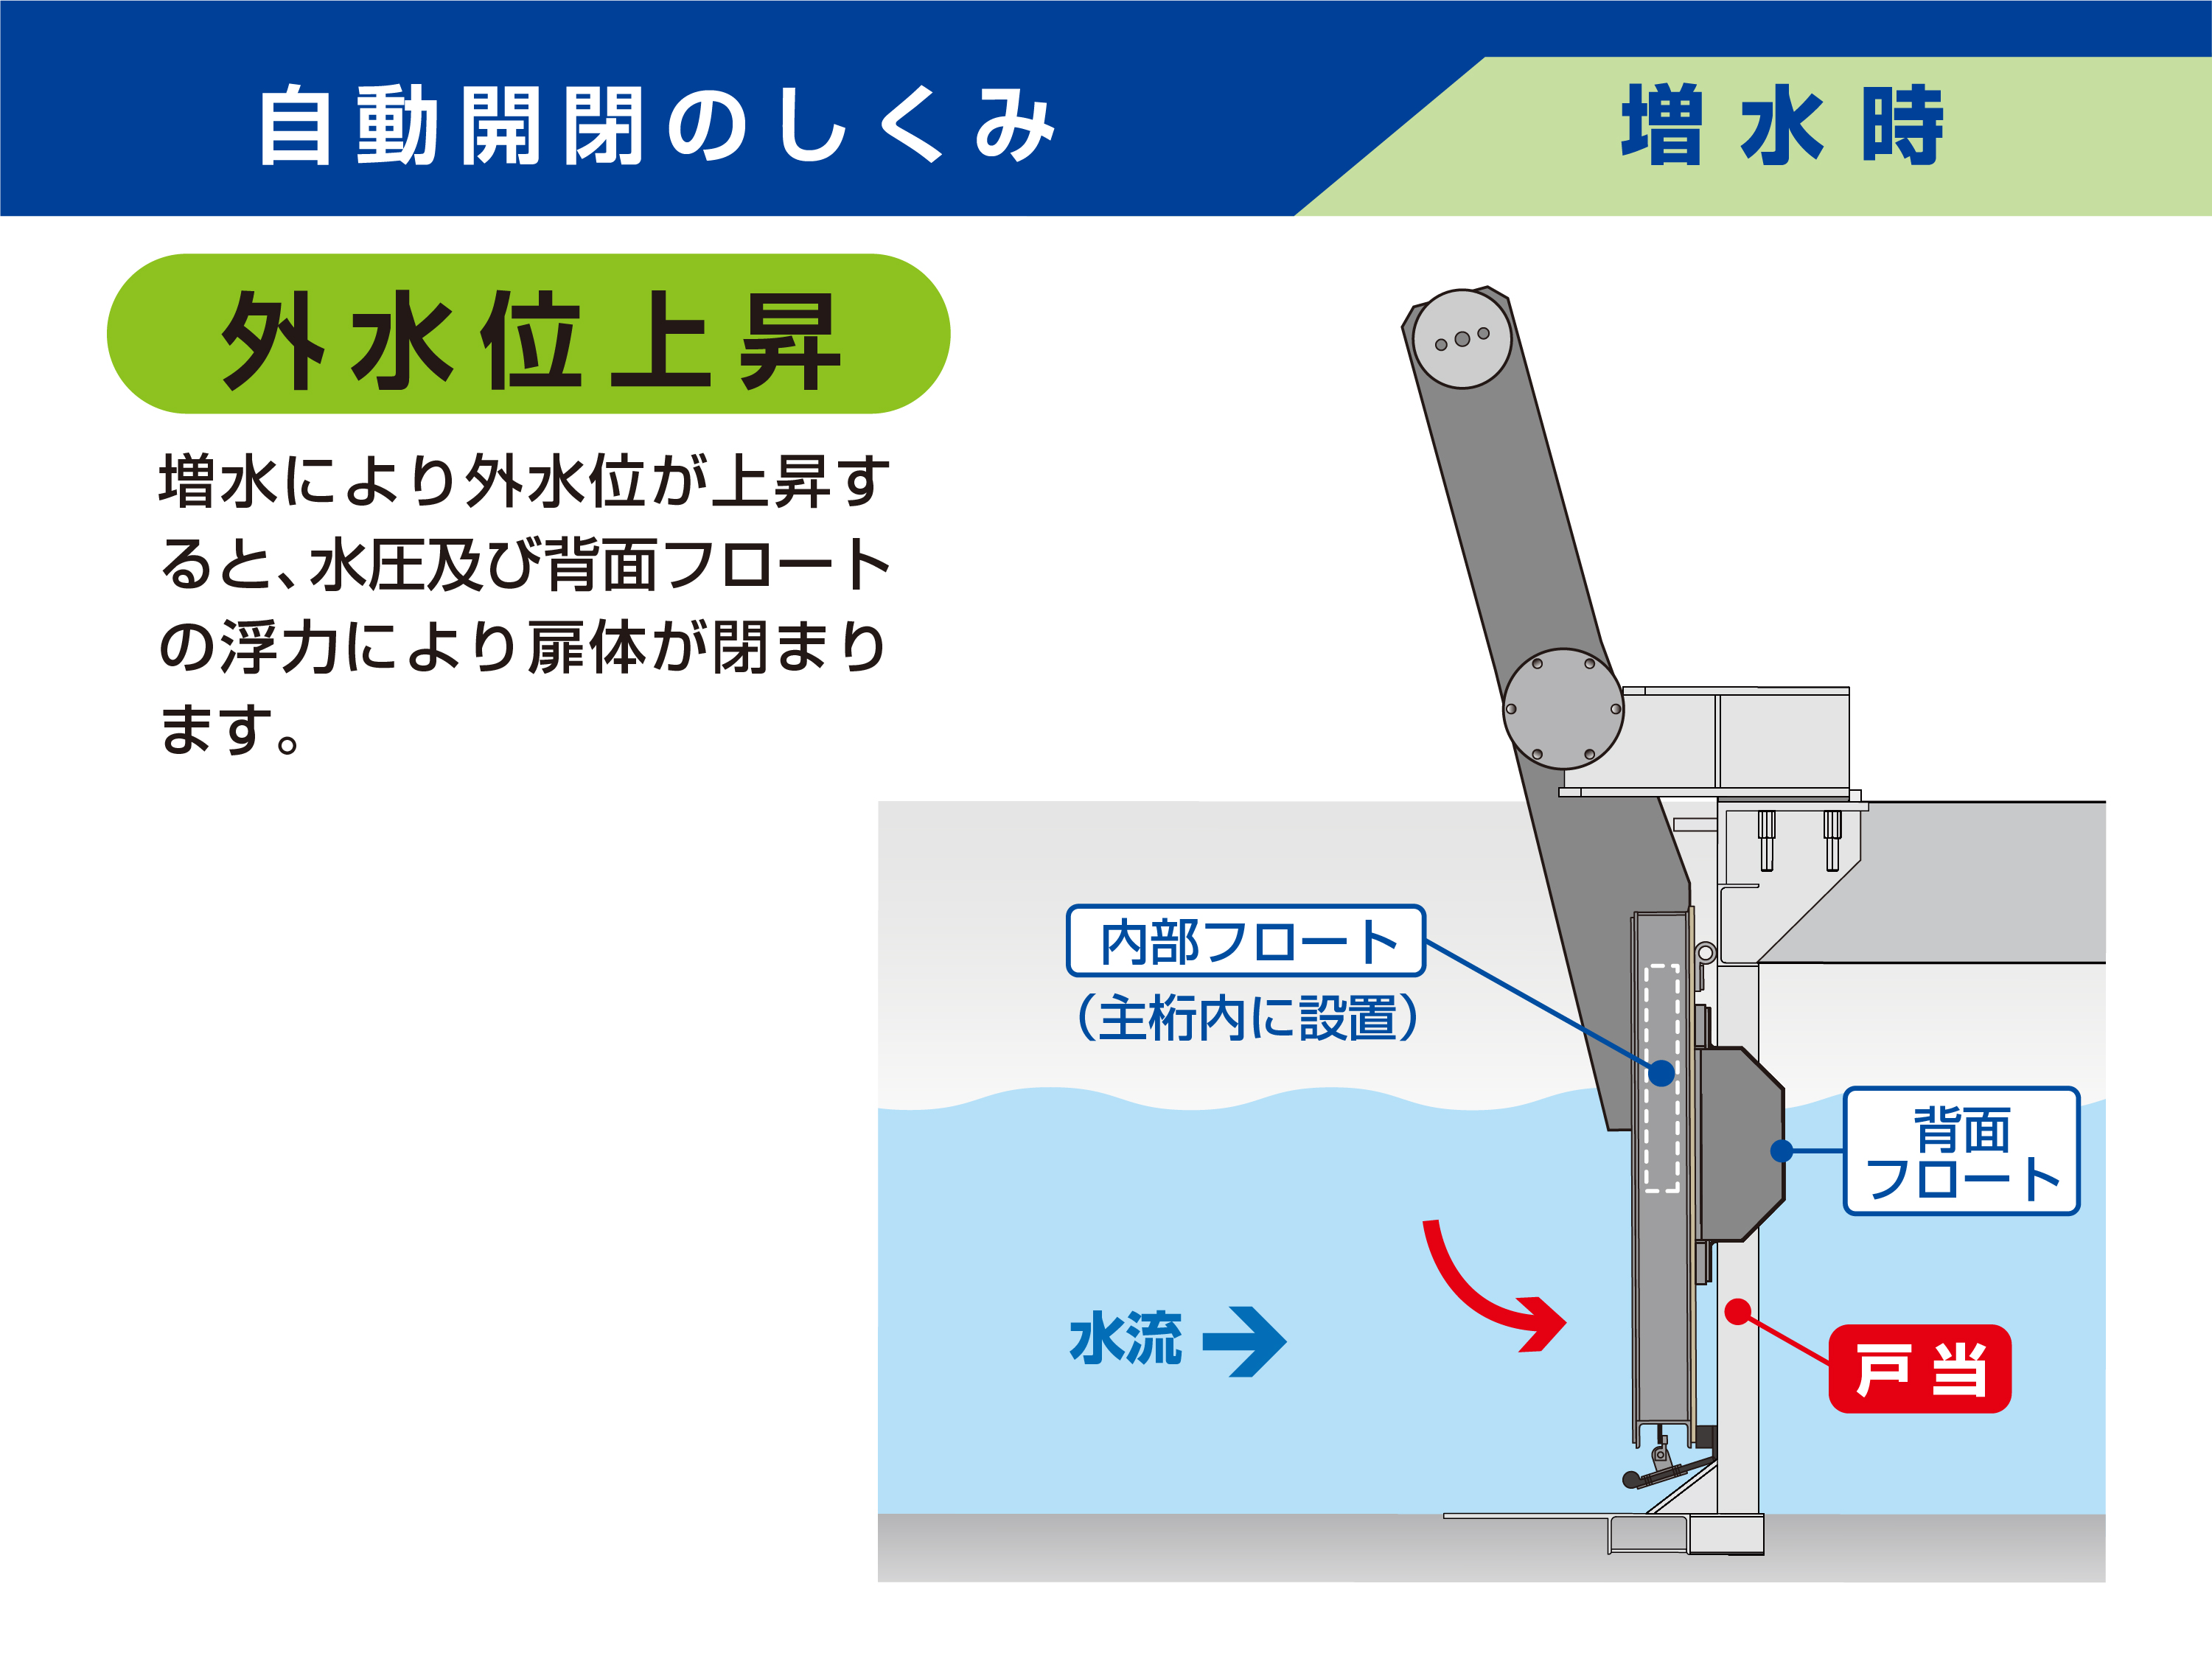 自動開閉のしくみ
増水時
外水位上昇
増水により外水位が上昇す
ると、水圧及び背面フロート
の浮力により扉体が閉まり
ます。
内部フロート
（主桁内に設置）
背面
フロート
水流
戸当